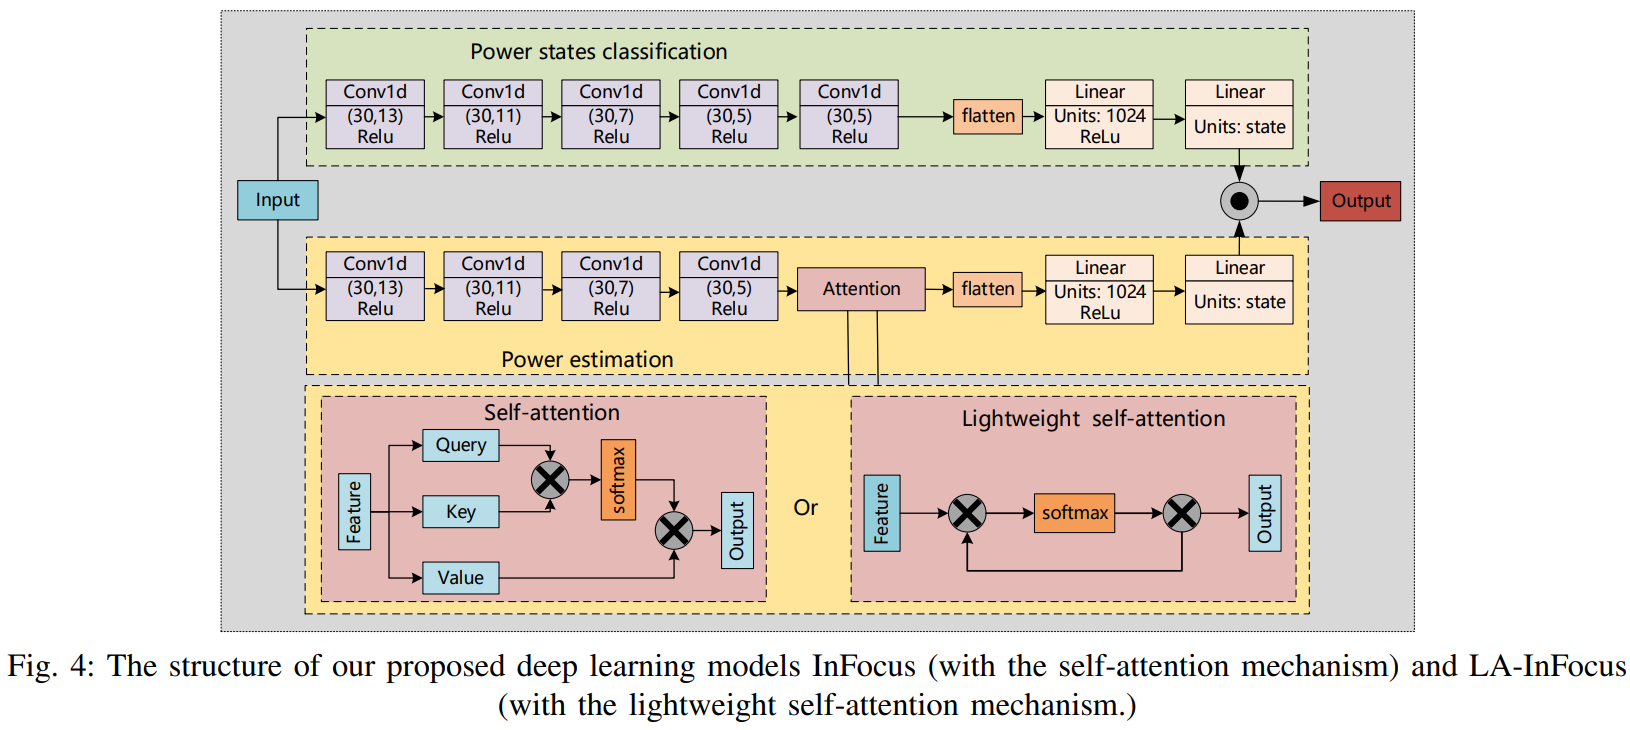 Power states classification
Conv1d
(30,13)
Relu
Conv1d
(30,11)
Relu
Conv1d
(30,7)
Relu
Conv1d
(30,5)
Relu
Conv1d
(30,5)
Relu
flatten
Linear
Units: 1024
ReLu
Linear
Units: state
Input
Output
Conv1d
(30,13)
Relu
Conv1d
(30,11)
Relu
Conv1d
(30,7)
Relu
Conv1d
(30,5)
Relu
Attention
flatten
Linear
Units: 1024
ReLu
Linear
Units: state
Power estimation
Self-attention
Feature
Query
Key
Value
softmax
Output
Or
Lightweight self-attention
Feature
softmax
Output
Fig. 4: The structure of our proposed deep learning models InFocus (with the self-attention mechanism) and LA-InFocus
(with the lightweight self-attention mechanism.)